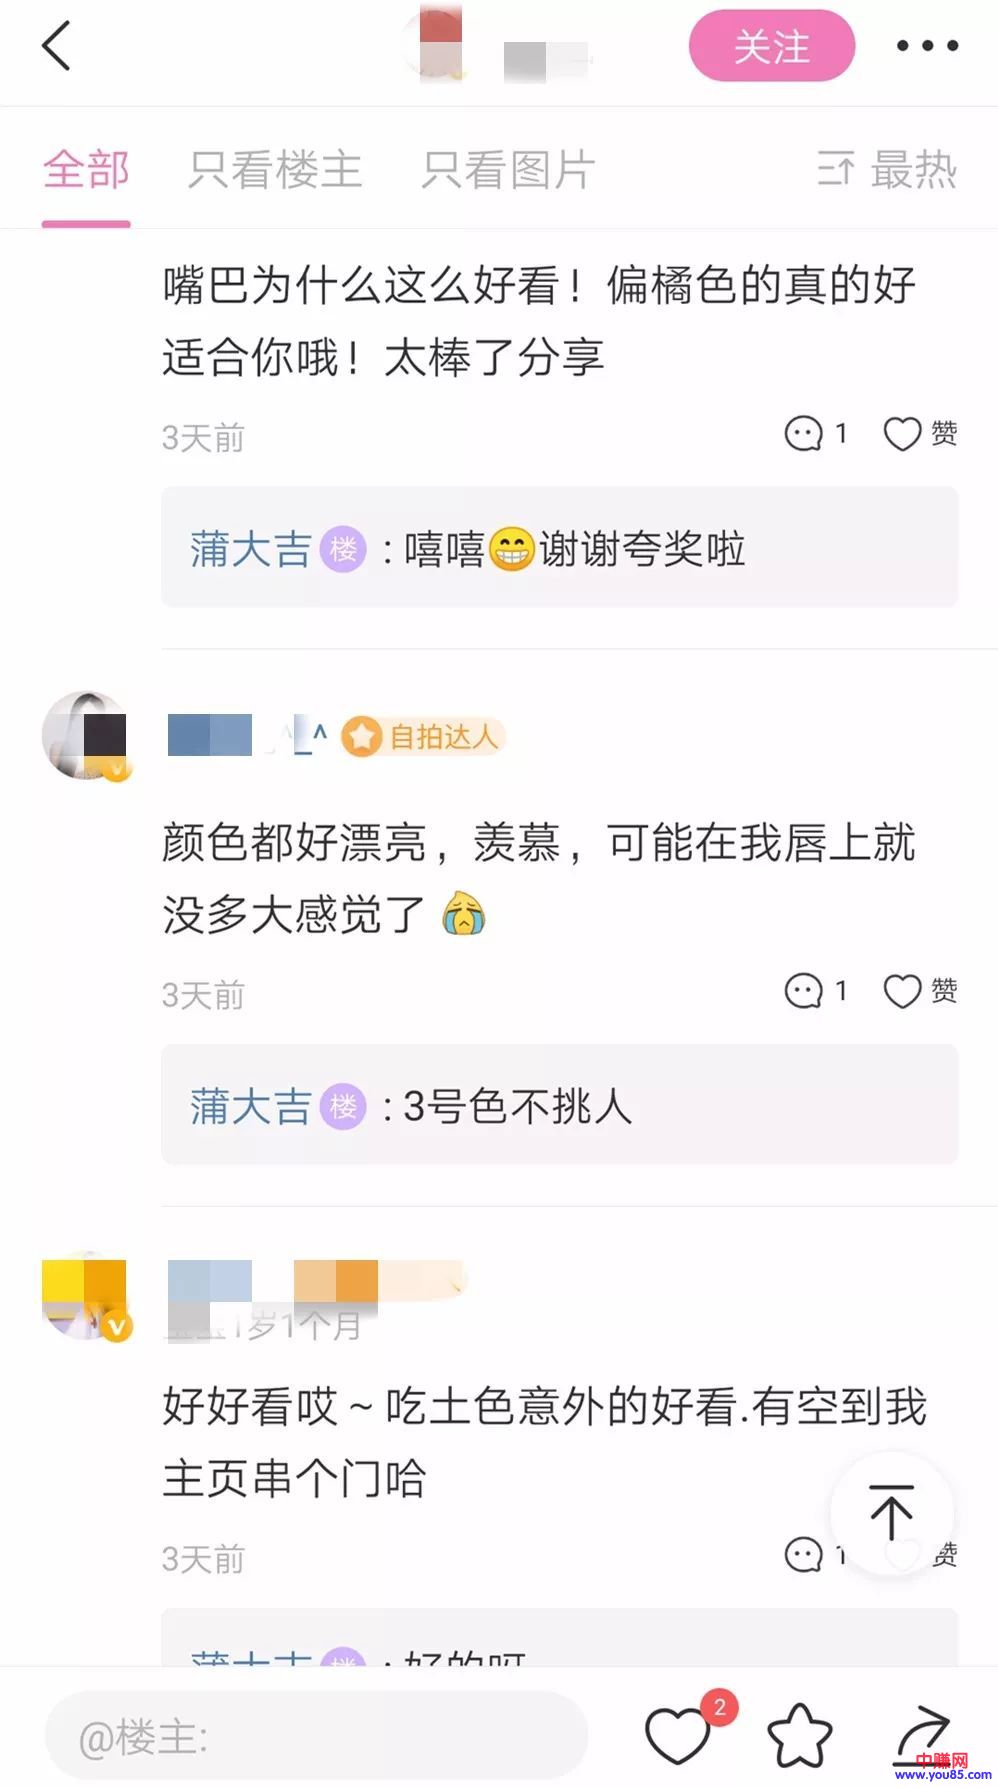 关注
全部 只看楼主 只看图片 最热
嘴巴为什么这么好看！偏橘色的真的好
适合你哦！太棒了分享
3天前 1 赞
蒲大吉 楼 : 嘻嘻😁谢谢夸奖啦
^_^ 自拍达人
颜色都好漂亮，羡慕，可能在我唇上就
没多大感觉了😭
3天前 1 赞
蒲大吉 楼 : 3号色不挑人
1岁1个月
好好看哎～吃土色意外的好看.有空到我
主页串个门哈
3天前 1 赞
蒲大吉 楼 : 好的呀
@楼主:
2
中赚网
www.you85.com